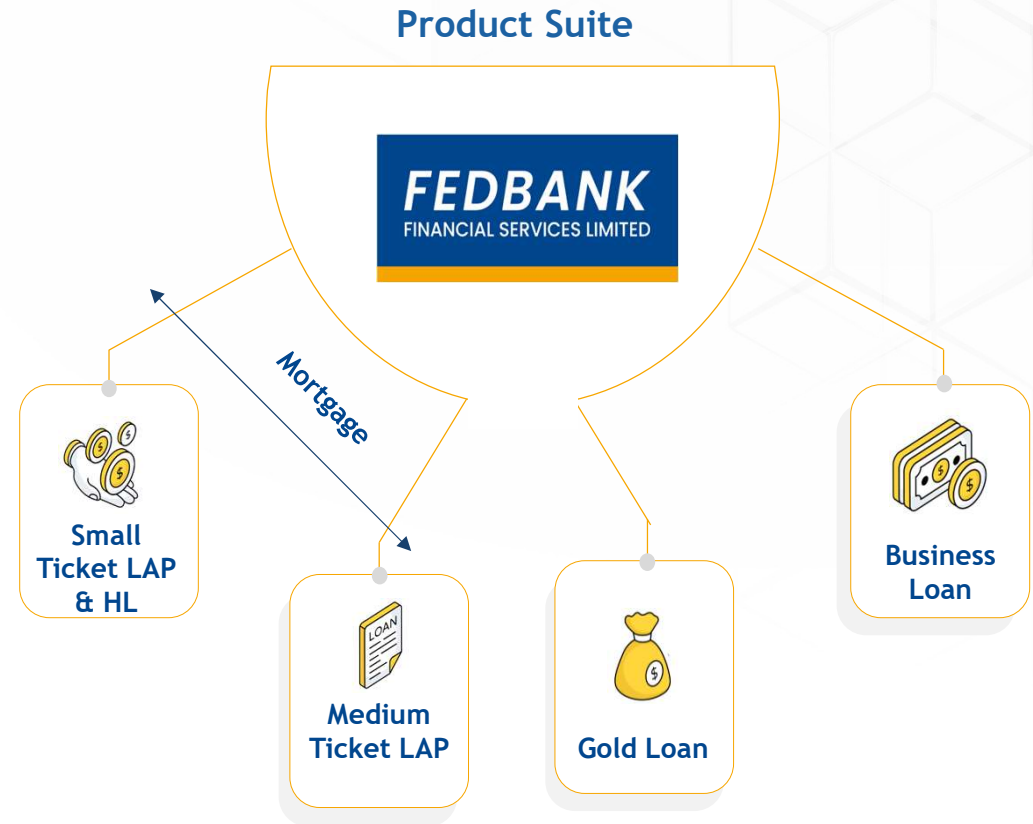 Product Suite
FEDBANK
FINANCIAL SERVICES LIMITED
Mortgage
Small
Ticket LAP
& HL
LOAN
Medium
Ticket LAP
Gold Loan
Business
Loan